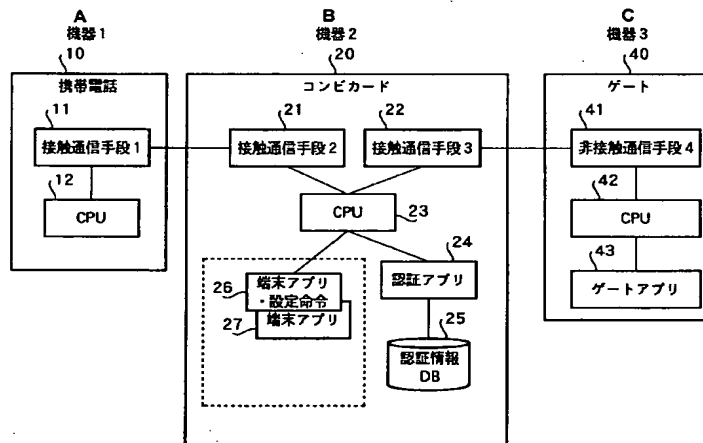 A
機器1
10
携帯電話
11
接触通信手段1
12
CPU
B
機器2
20
コンビカード
21
接触通信手段2
22
接触通信手段3
CPU
23
24
認証アプリ
25
認証情報
DB
26
端末アプリ
・設定命令
27
端末アプリ
C
機器3
40
ゲート
41
非接触通信手段4
42
CPU
43
ゲートアプリ